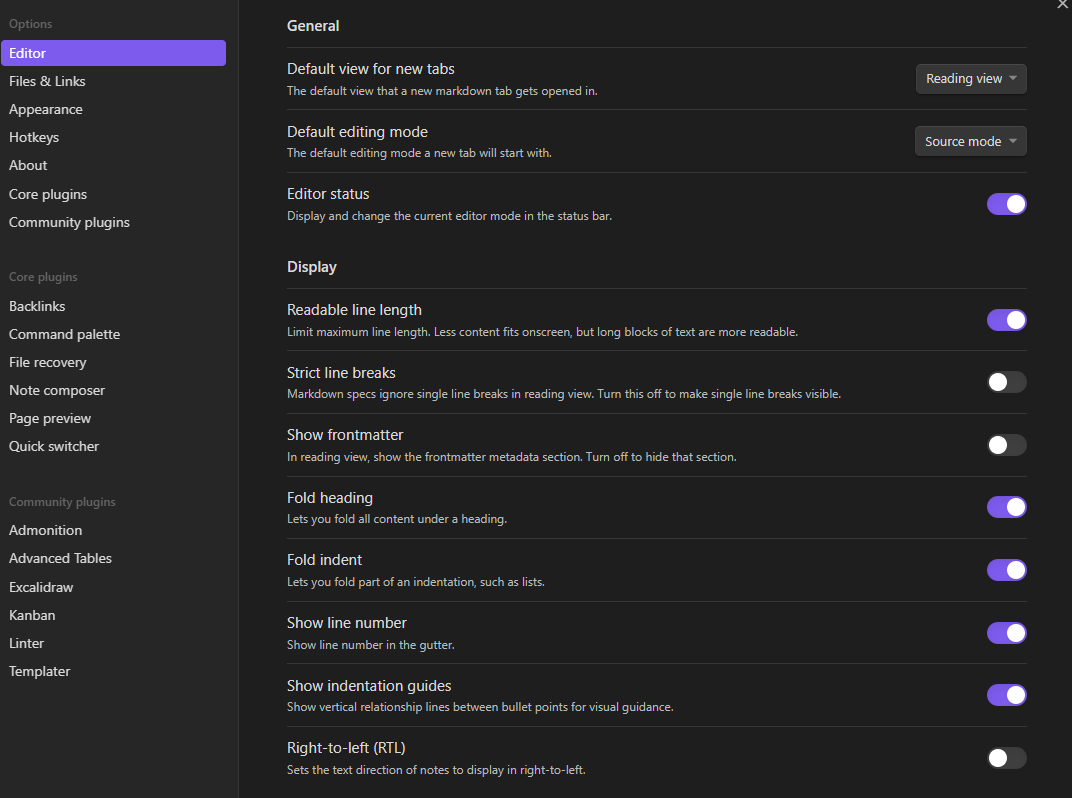 Options
Editor
Files & Links
Appearance
Hotkeys
About
Core plugins
Community plugins
Core plugins
Backlinks
Command palette
File recovery
Note composer
Page preview
Quick switcher
Community plugins
Admonition
Advanced Tables
Excalidraw
Kanban
Linter
Templater
General
Default view for new tabs
The default view that a new markdown tab gets opened in.
Reading view
Default editing mode
The default editing mode a new tab will start with.
Source mode
Editor status
Display and change the current editor mode in the status bar.
Display
Readable line length
Limit maximum line length. Less content fits onscreen, but long blocks of text are more readable.
Strict line breaks
Markdown specs ignore single line breaks in reading view. Turn this off to make single line breaks visible.
Show frontmatter
In reading view, show the frontmatter metadata section. Turn off to hide that section.
Fold heading
Lets you fold all content under a heading.
Fold indent
Lets you fold part of an indentation, such as lists.
Show line number
Show line number in the gutter.
Show indentation guides
Show vertical relationship lines between bullet points for visual guidance.
Right-to-left (RTL)
Sets the text direction of notes to display in right-to-left.